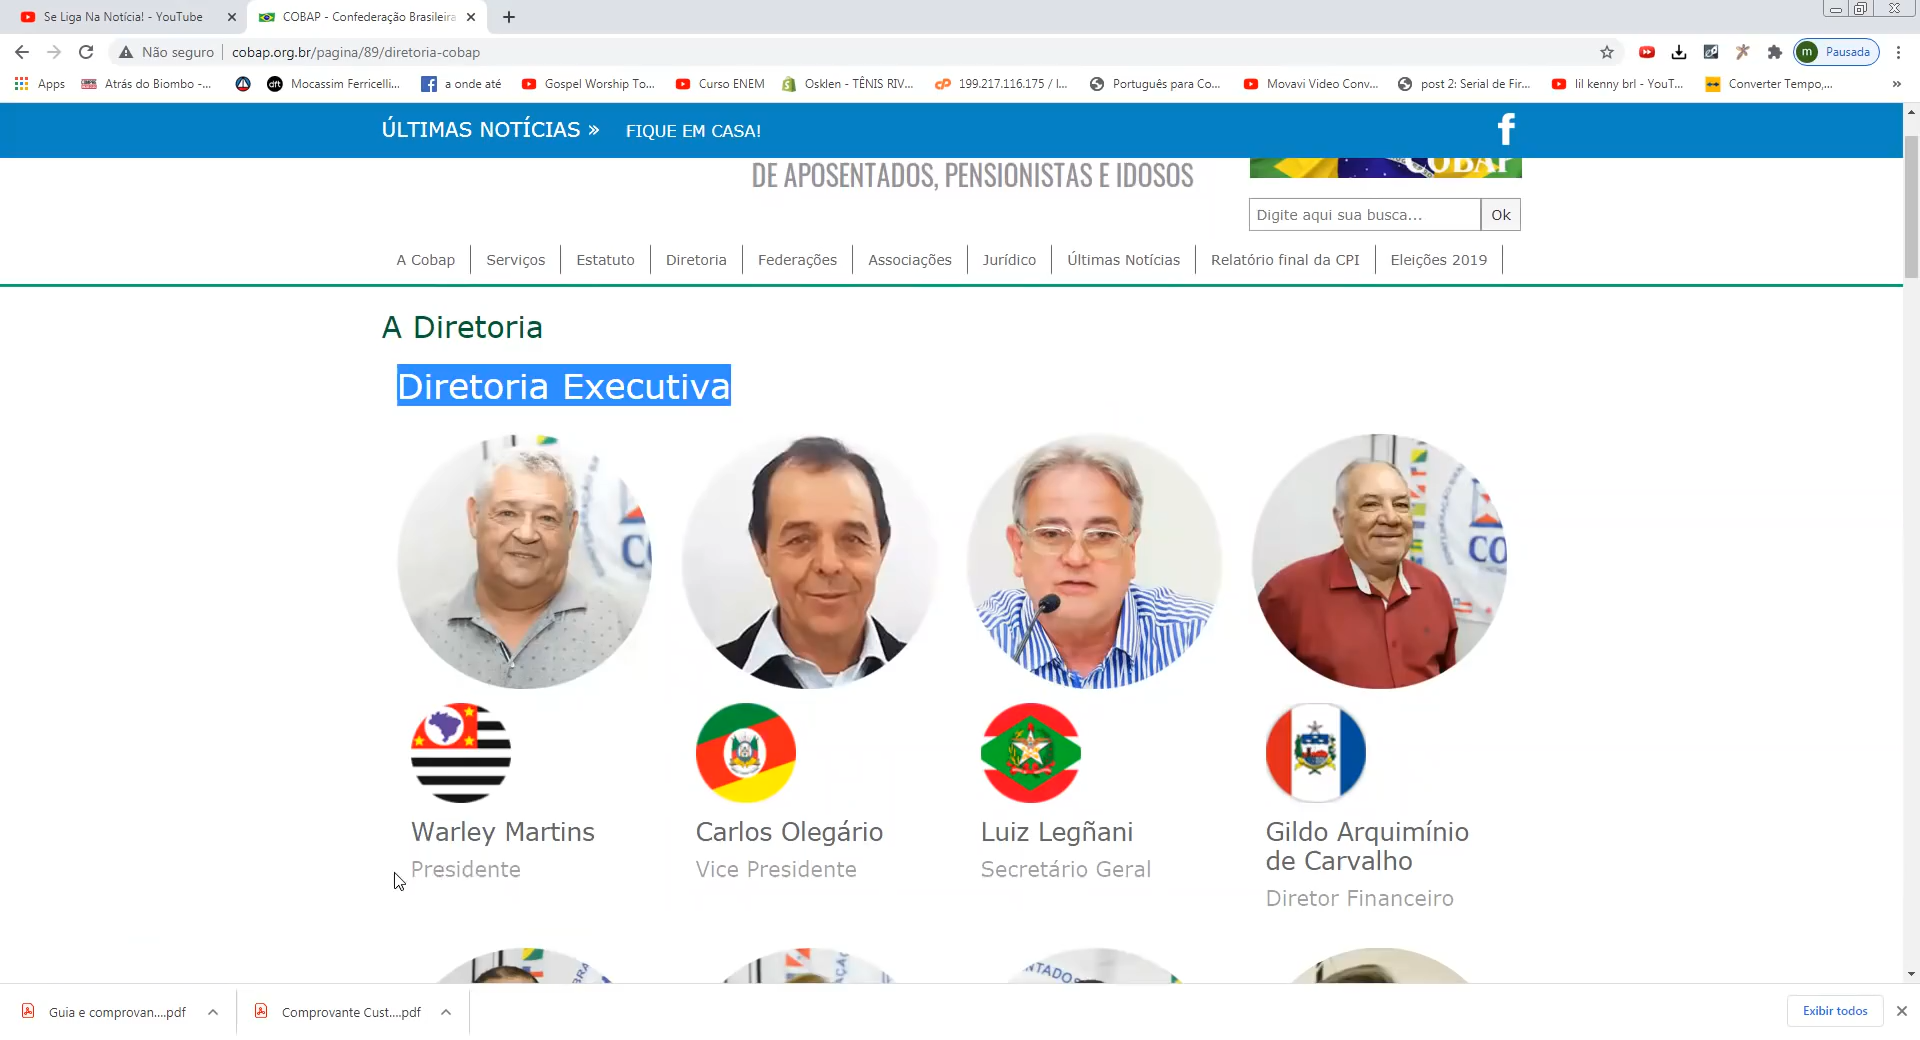 Se Liga Na Notícia! - YouTube
COBAP - Confederação Brasileira
Não seguro
cobap.org.br/pagina/89/diretoria-cobap
m Pausada
Apps
Atrás do Biombo -...
dft
Mocassim Ferricelli...
a onde até
Gospel Worship To...
Curso ENEM
Osklen - TÊNIS RIV...
199.217.116.175 / l...
Português para Co...
Movavi Video Conv...
post 2: Serial de Fir...
lil kenny brl - YouT...
Converter Tempo,...
»
ÚLTIMAS NOTÍCIAS »
FIQUE EM CASA!
f
DE APOSENTADOS, PENSIONISTAS E IDOSOS
COBAP
Digite aqui sua busca...
Ok
A Cobap
Serviços
Estatuto
Diretoria
Federações
Associações
Jurídico
Últimas Notícias
Relatório final da CPI
Eleições 2019
A Diretoria
Diretoria Executiva
Warley Martins
Presidente
Carlos Olegário
Vice Presidente
Luiz Legñani
Secretário Geral
Gildo Arquimínio
de Carvalho
Diretor Financeiro
Guia e comprovan....pdf
Comprovante Cust....pdf
Exibir todos